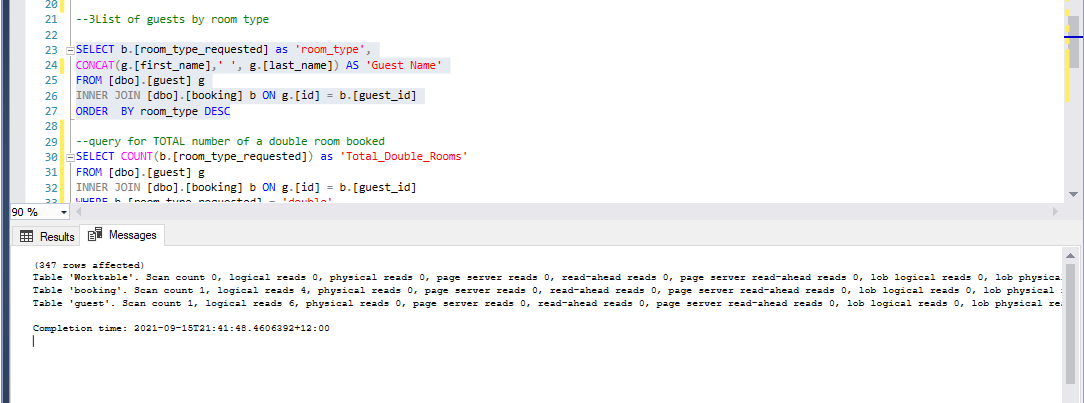 20
21 --3List of guests by room type
22
23 SELECT b.[room_type_requested] as 'room_type',
24 CONCAT(g.[first_name],' ', g.[last_name]) AS 'Guest Name'
25 FROM [dbo].[guest] g
26 INNER JOIN [dbo].[booking] b ON g.[id] = b.[guest_id]
27 ORDER  BY room_type DESC
28
29 --query for TOTAL number of a double room booked
30 SELECT COUNT(b.[room_type_requested]) as 'Total_Double_Rooms'
31 FROM [dbo].[guest] g
32 INNER JOIN [dbo].[booking] b ON g.[id] = b.[guest_id]
33 WHERE b.[room_type_requested] = 'double'
90 %
Results Messages
(347 rows affected)
Table 'Worktable'. Scan count 0, logical reads 0, physical reads 0, page server reads 0, read-ahead reads 0, page server read-ahead reads 0, lob logical reads 0, lob physica
Table 'booking'. Scan count 1, logical reads 4, physical reads 0, page server reads 0, read-ahead reads 0, page server read-ahead reads 0, lob logical reads 0, lob physical
Table 'guest'. Scan count 1, logical reads 6, physical reads 0, page server reads 0, read-ahead reads 0, page server read-ahead reads 0, lob logical reads 0, lob physical re
Completion time: 2021-09-15T21:41:48.4606392+12:00